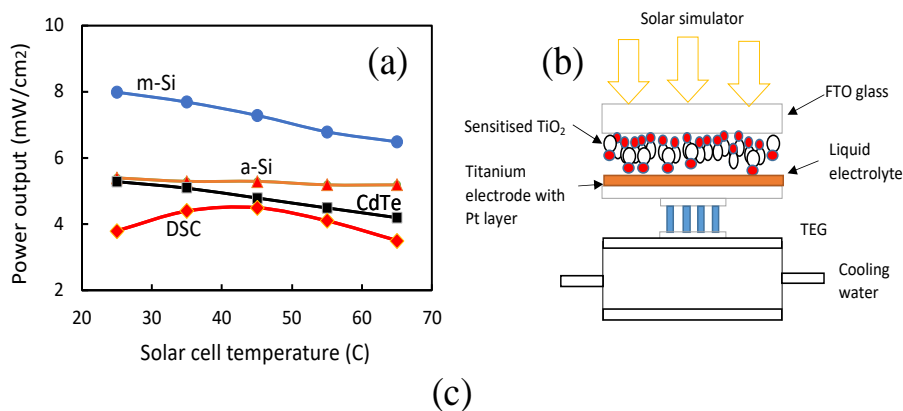 (a)
Power output (mW/cm2)
10
8
6
4
2
m-Si
a-Si
CdTe
DSC
20 30 40 50 60 70
Solar cell temperature (C)
(b)
Solar simulator
FTO glass
Sensitised TiO2
Liquid
electrolyte
Titanium
electrode with
Pt layer
TEG
Cooling
water
(c)